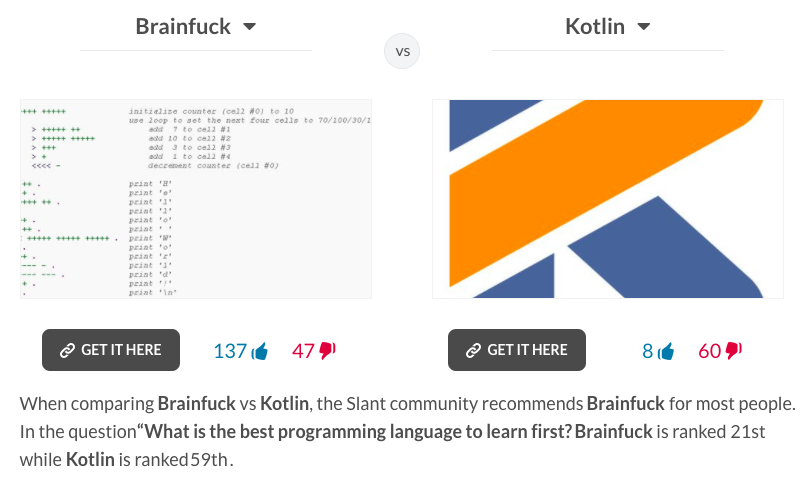 Brainfuck
Kotlin
VS
+++ +++++ initialize counter (cell #0) to 10
use loop to set the next four cells to 70/100/30/1
> +++++ ++ add 7 to cell #1
> +++++ +++++ add 10 to cell #2
> +++ add 3 to cell #3
> + add 1 to cell #4
<<<< - decrement counter (cell #0)
++ . print 'H'
+ . print 'e'
+++ ++ . print 'l'
. print 'l'
+ . print 'o'
++ . print ' '
+++++ +++++ +++++ . print 'W'
. print 'o'
+ . print 'r'
--- - . print 'l'
--- --- . print 'd'
+ . print '!'
. print '\n'
GET IT HERE 137 47
GET IT HERE 8 60
When comparing Brainfuck vs Kotlin, the Slant community recommends Brainfuck for most people.
In the question“What is the best programming language to learn first? Brainfuck is ranked 21st
while Kotlin is ranked 59th.